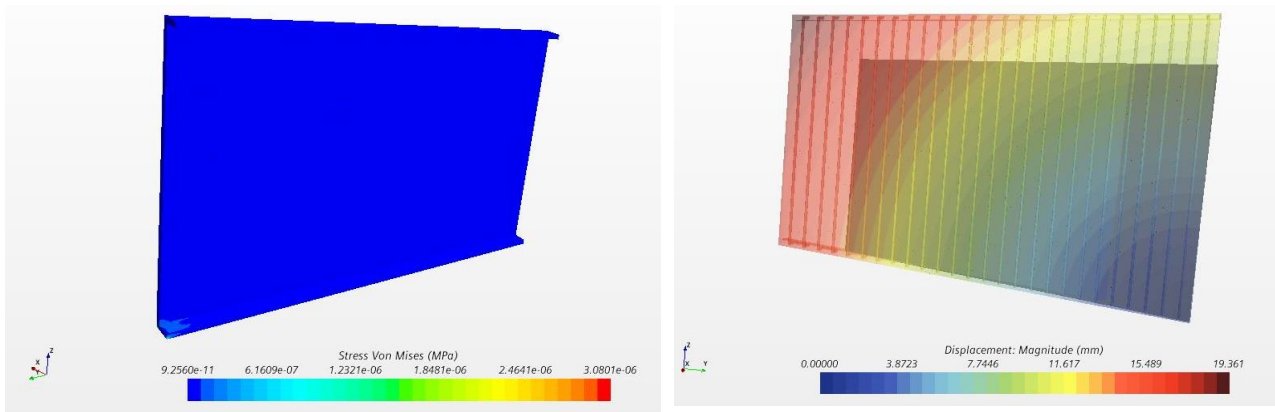 Stress Von Mises (MPa)
9.2560e-11 6.1609e-07 1.2321e-06 1.8481e-06 2.4641e-06 3.0801e-06
Z
X
Y
Displacement: Magnitude (mm)
0.00000 3.8723 7.7446 11.617 15.489 19.361
Z
X Y